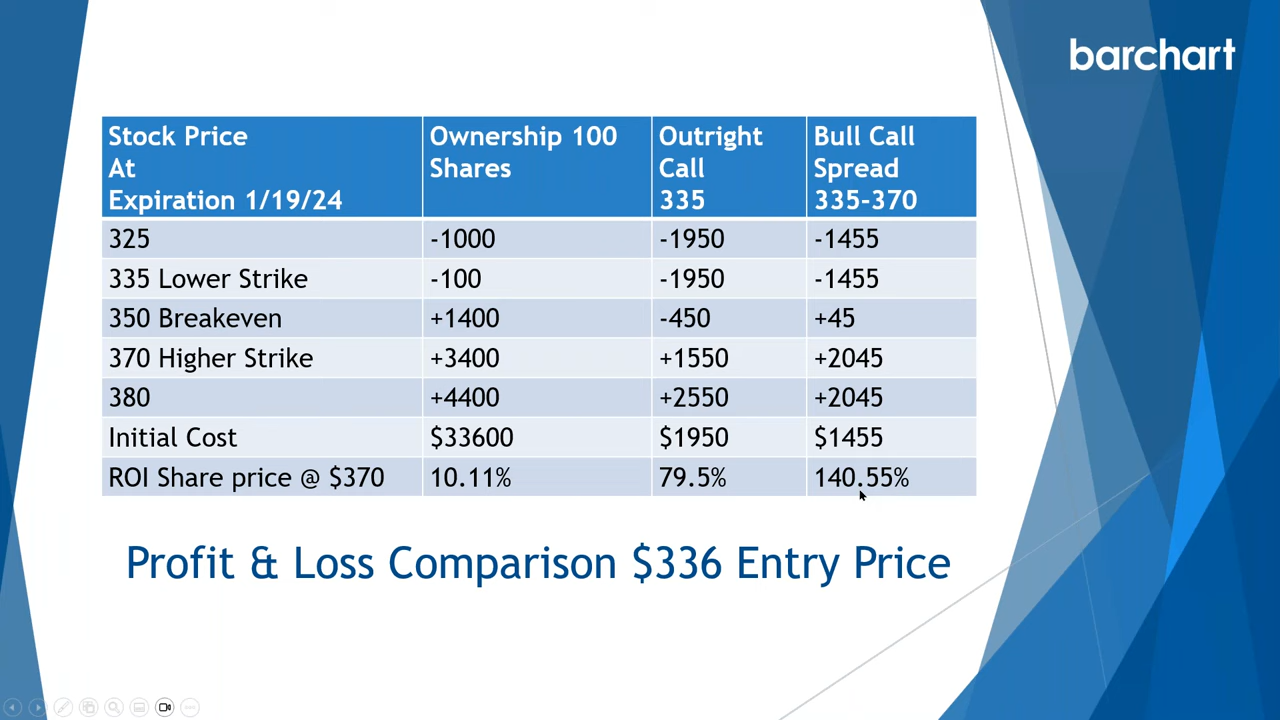 barchart
Stock Price At Expiration 1/19/24 Ownership 100 Shares Outright Call 335 Bull Call Spread 335-370
325 -1000 -1950 -1455
335 Lower Strike -100 -1950 -1455
350 Breakeven +1400 -450 +45
370 Higher Strike +3400 +1550 +2045
380 +4400 +2550 +2045
Initial Cost $33600 $1950 $1455
ROI Share price @ $370 10.11% 79.5% 140.55%
Profit & Loss Comparison $336 Entry Price